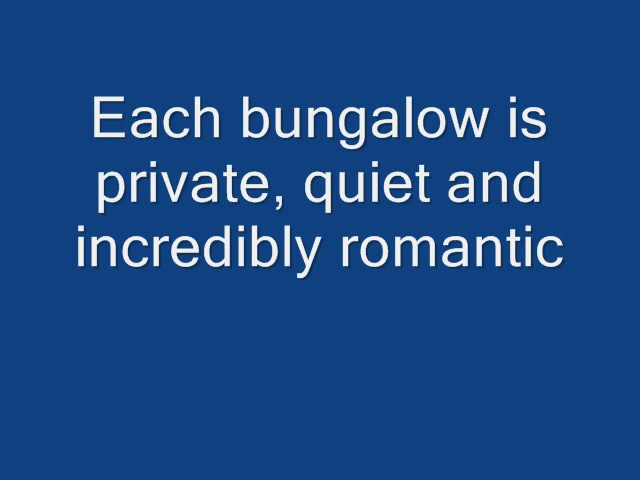 Each bungalow is
private, quiet and
incredibly romantic